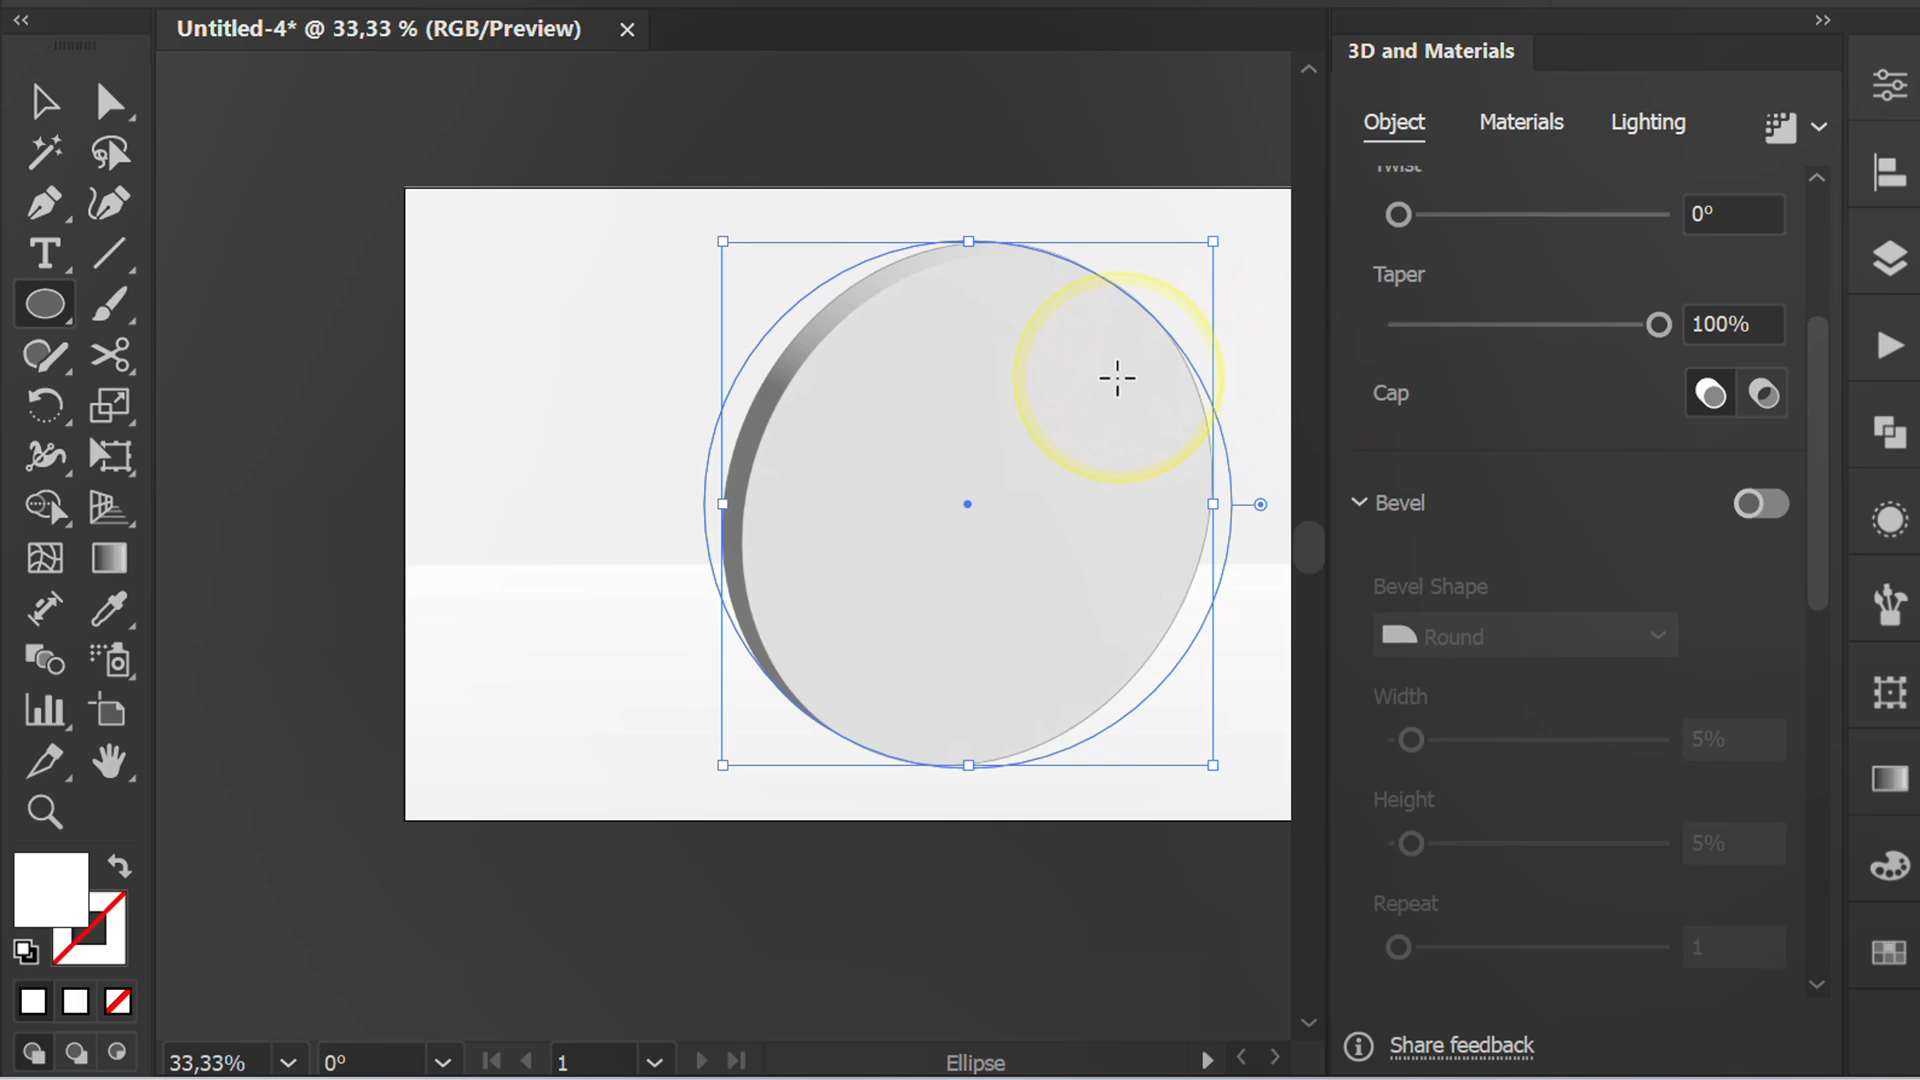 Untitled-4* @ 33,33 % (RGB/Preview)
3D and Materials
Object Materials Lighting
Twist
0°
Taper
100%
Cap
Bevel
Bevel Shape
Round
Width
5%
Height
5%
Repeat
1
Share feedback
33,33%
0°
1
Ellipse